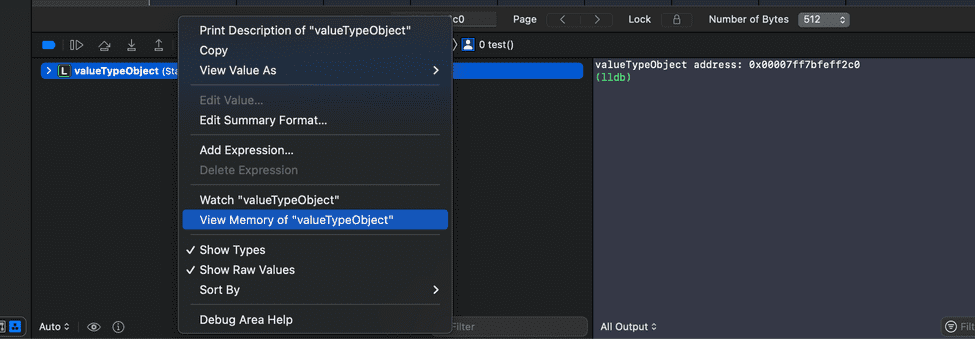 c0 Page Lock Number of Bytes 512
0 test()
valueTypeObject (Sta
Print Description of "valueTypeObject"
Copy
View Value As
Edit Value...
Edit Summary Format...
Add Expression...
Delete Expression
Watch "valueTypeObject"
View Memory of "valueTypeObject"
Show Types
Show Raw Values
Sort By
Debug Area Help
valueTypeObject address: 0x00007ff7bfeff2c0
(lldb)
Auto
Filter
All Output
Filt